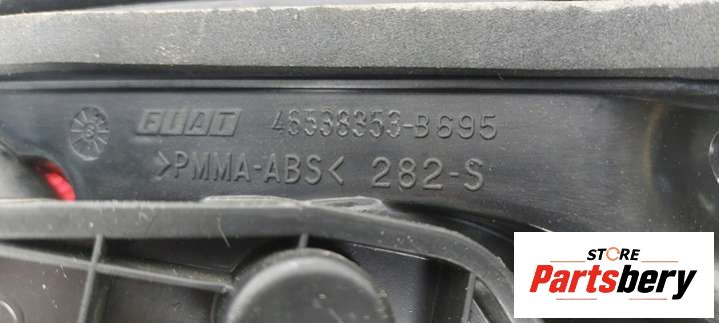 FIAT 46538353-B695
>PMMA-ABS< 282-S
STORE
Partsbery